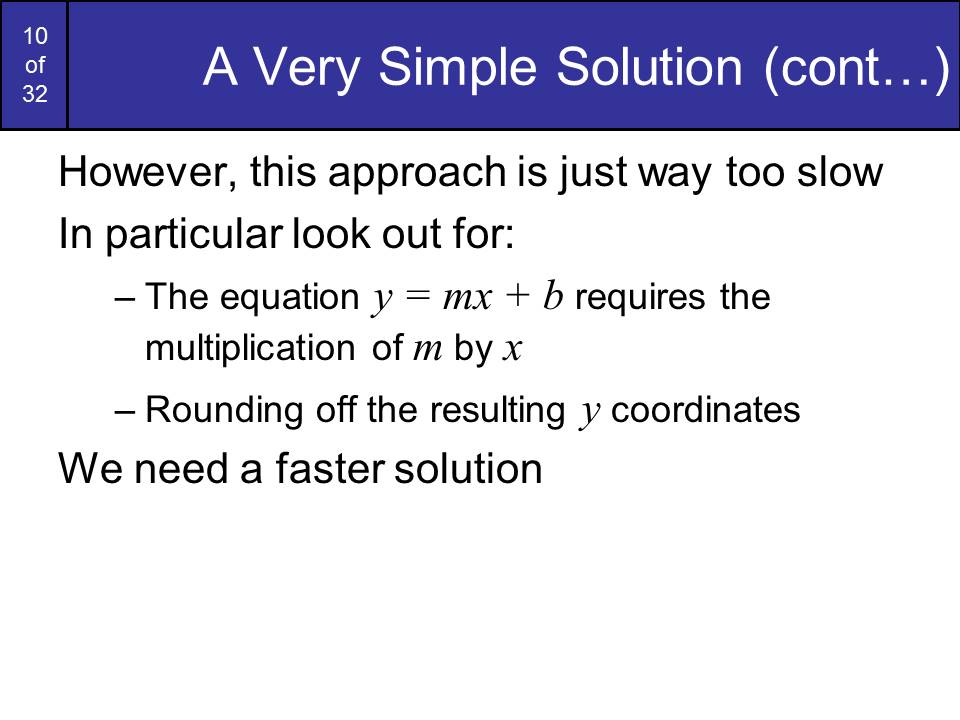 10
of
32
A Very Simple Solution (cont…)
However, this approach is just way too slow
In particular look out for:
– The equation y = mx + b requires the
multiplication of m by x
– Rounding off the resulting y coordinates
We need a faster solution